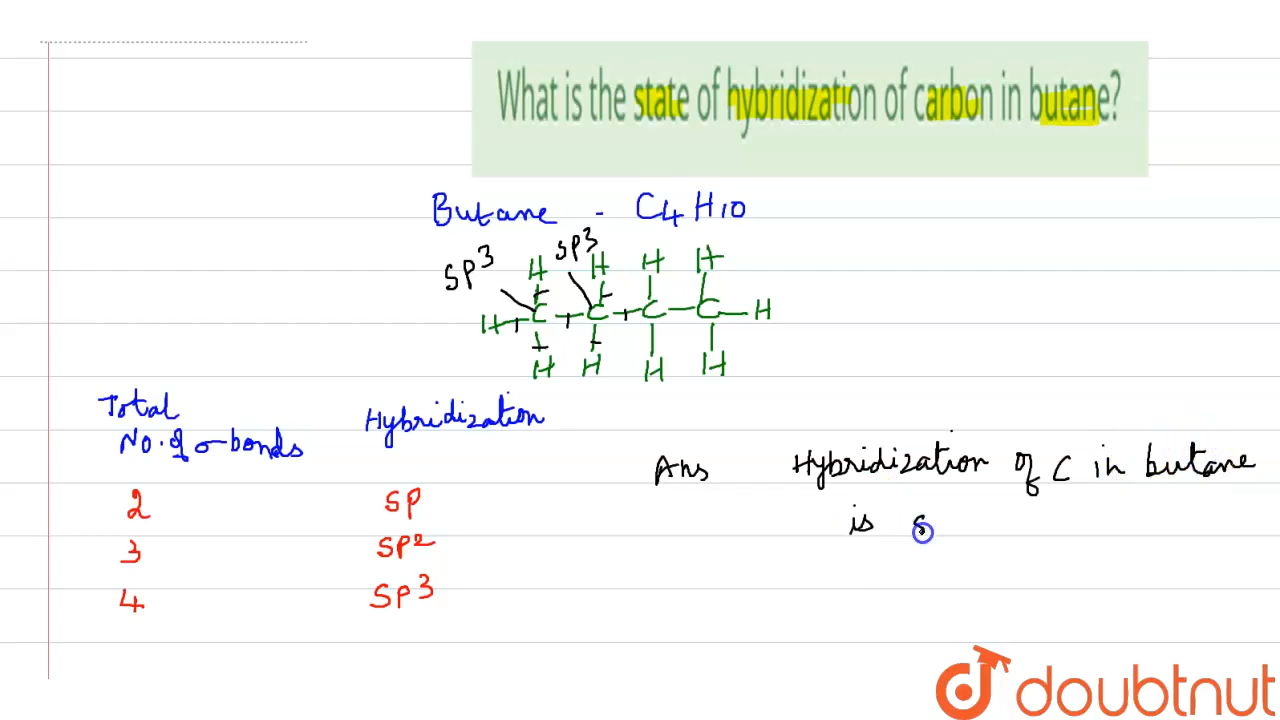 What is the state of hybridization of carbon in butane?
Butane - C4H10
SP3 SP3
H H H H
H-C-C-C-C-H
H H H H
Total
No. of σ-bonds Hybridization
2 SP
3 SP2
4 SP3
Ans Hybridization of C in butane
is s
doubtnut